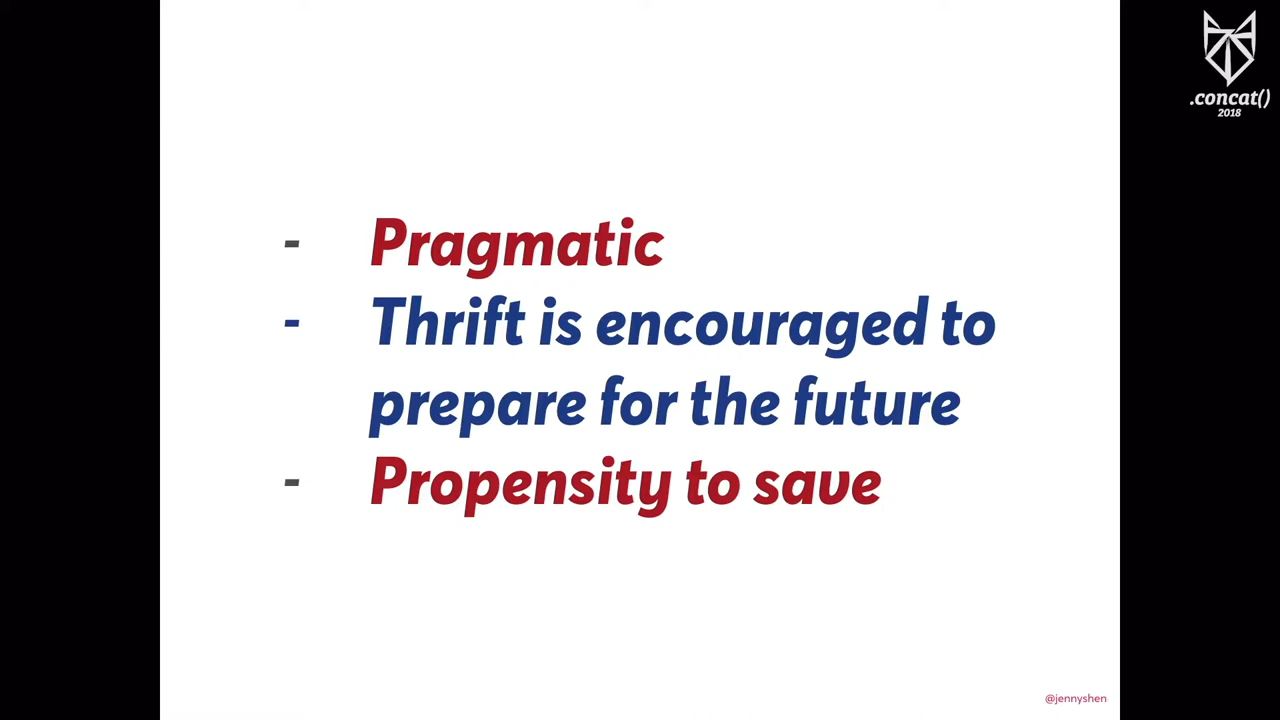 .concat()
2018
- Pragmatic
- Thrift is encouraged to
prepare for the future
- Propensity to save
@jennyshen